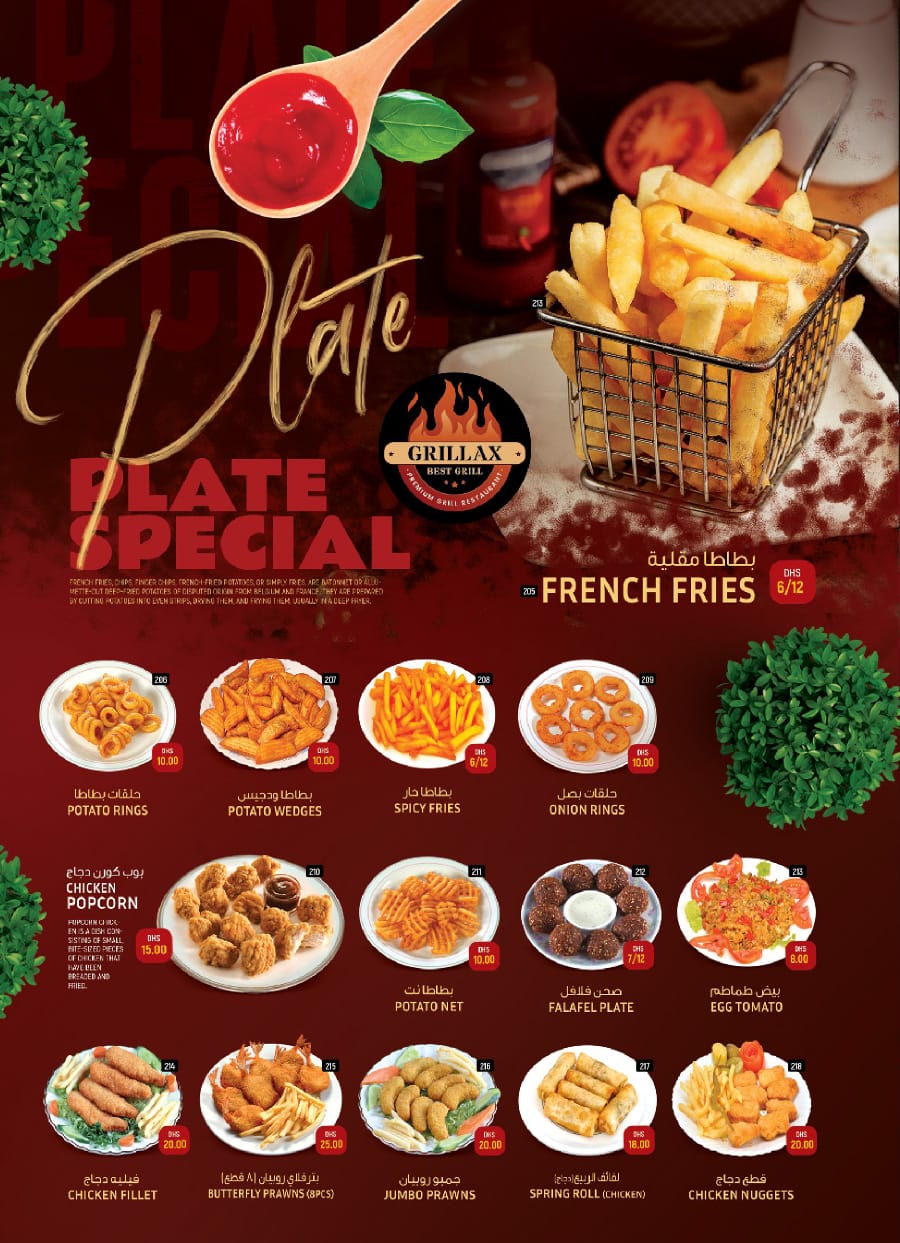 PLATE
ECIAL
Plate
GRILLAX
BEST GRILL
PREMIUM GRILL RESTAURANT
PLATE
SPECIAL
FRENCH FRIES, CHIPS, FINGER CHIPS, FRENCH-FRIED POTATOES, OR SIMPLY FRIES, ARE BATONNET OR ALLU-
METTE-CUT DEEP-FRIED POTATOES OF DISPUTED ORIGIN FROM BELGIUM AND FRANCE. THEY ARE PREPARED
BY CUTTING POTATOES INTO EVEN STRIPS, DRYING THEM, AND FRYING THEM, USUALLY IN A DEEP FRYER.
213
بطاطا مقلية
205 FRENCH FRIES
DHS
6/12
206
DHS
10.00
حلقات بطاطا
POTATO RINGS
207
DHS
10.00
بطاطا ودجيس
POTATO WEDGES
208
DHS
6/12
بطاطا حار
SPICY FRIES
209
DHS
10.00
حلقات بصل
ONION RINGS
بوب كورن دجاج
CHICKEN
POPCORN
POPCORN CHICK-
EN IS A DISH CON-
SISTING OF SMALL,
BITE-SIZED PIECES
OF CHICKEN THAT
HAVE BEEN
BREADED AND
FRIED.
210
DHS
15.00
211
DHS
10.00
بطاطا نت
POTATO NET
212
DHS
7/12
صحن فلافل
FALAFEL PLATE
213
DHS
8.00
بيض طماطم
EGG TOMATO
214
DHS
20.00
فيليه دجاج
CHICKEN FILLET
215
DHS
25.00
بترفلاي روبيان (٨ قطع)
BUTTERFLY PRAWNS (8PCS)
216
DHS
20.00
جمبو روبيان
JUMBO PRAWNS
217
DHS
18.00
لفائف الربيع (دجاج)
SPRING ROLL (CHICKEN)
218
DHS
20.00
قطع دجاج
CHICKEN NUGGETS